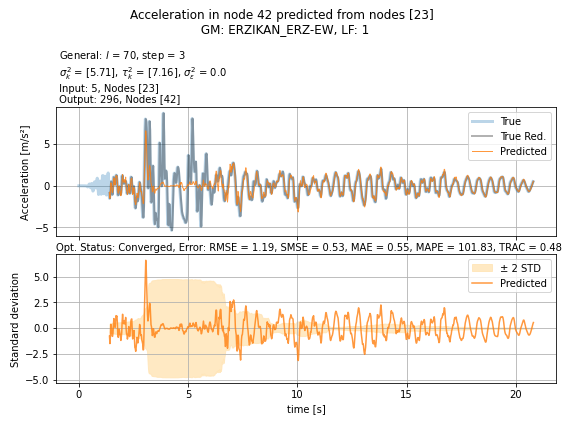 Acceleration in node 42 predicted from nodes [23]
GM: ERZIKAN_ERZ-EW, LF: 1
General: l = 70, step = 3
σ²ₖ = [5.71], τ²ₖ = [7.16], σ²ε = 0.0
Input: 5, Nodes [23]
Output: 296, Nodes [42]
Acceleration [m/s²]
5
0
−5
True
True Red.
Predicted
Opt. Status: Converged, Error: RMSE = 1.19, SMSE = 0.53, MAE = 0.55, MAPE = 101.83, TRAC = 0.48
Standard deviation
5.0
2.5
0.0
−2.5
−5.0
± 2 STD
Predicted
0 5 10 15 20
time [s]